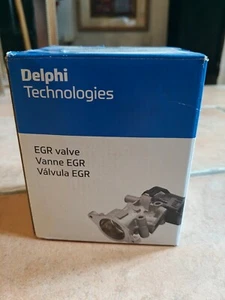 Delphi
Technologies
EGR valve
Vanne EGR
Válvula EGR